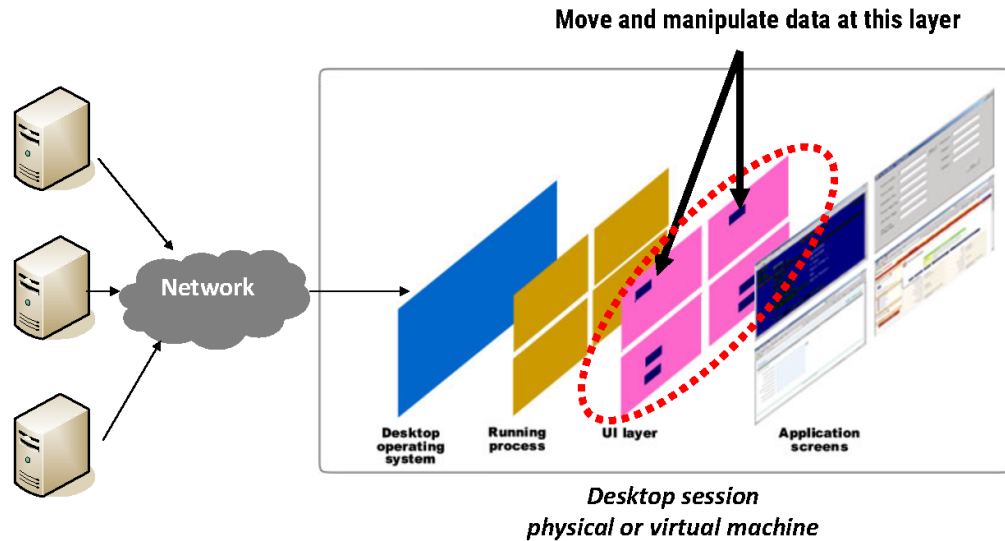 Move and manipulate data at this layer
Network
Desktop
operating
system
Running
process
UI layer
Application
screens
Desktop session
physical or virtual machine